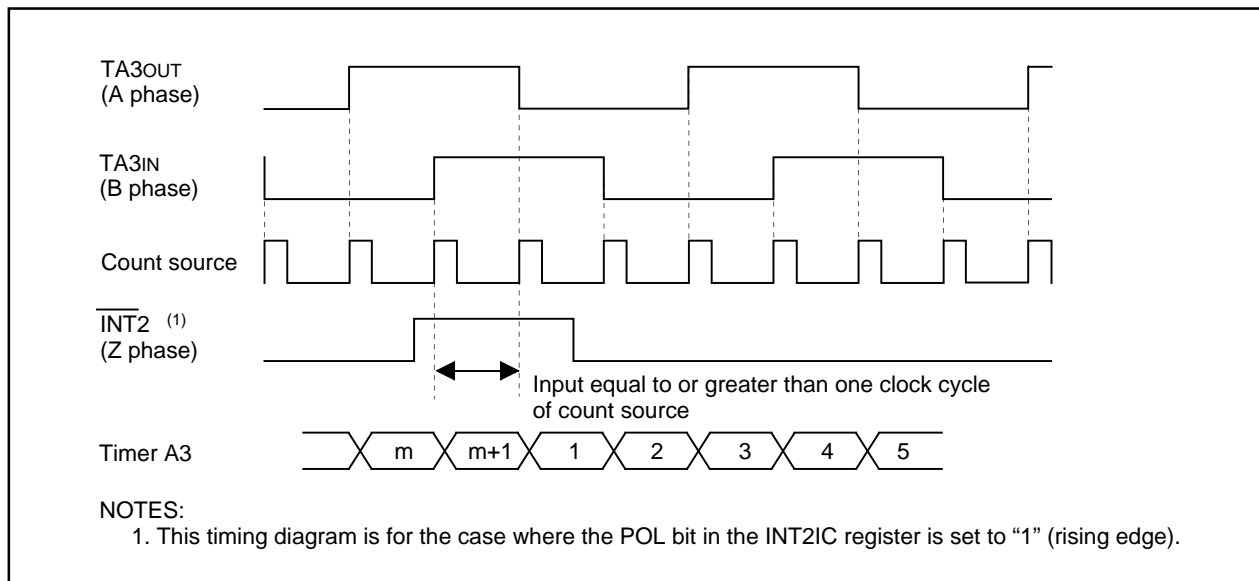 TA3OUT
(A phase)
TA3IN
(B phase)
Count source
INT2 (1)
(Z phase)
Input equal to or greater than one clock cycle
of count source
Timer A3 m m+1 1 2 3 4 5
NOTES:
1. This timing diagram is for the case where the POL bit in the INT2IC register is set to “1” (rising edge).